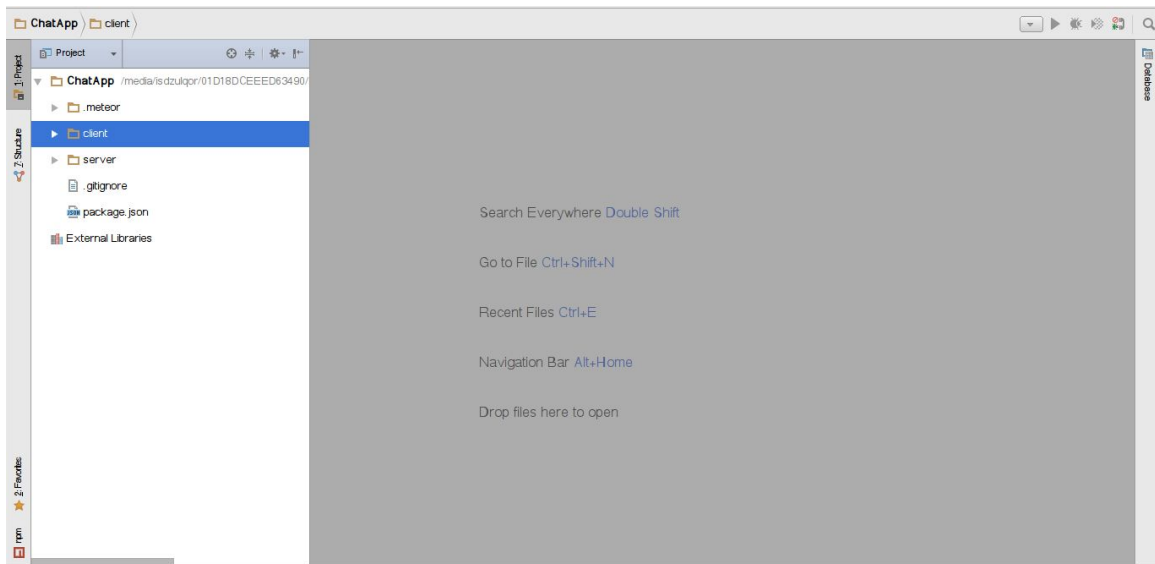 ChatApp client
Project
1: Project
ChatApp /media/isdzulqor/01D18DCEEED63490/
.meteor
client
7: Structure
server
.gitignore
JSON package.json
External Libraries
2: Favorites
npm
Search Everywhere Double Shift
Go to File Ctrl+Shift+N
Recent Files Ctrl+E
Navigation Bar Alt+Home
Drop files here to open
Database